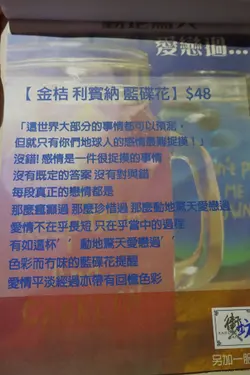 愛戀過...
【 金桔 利賓納 藍碟花】$48
「這世界大部分的事情都可以預知，
但就只有你們地球人的感情最難捉摸！」
沒錯! 感情是一件很捉摸的事情
沒有既定的答案 沒有對與錯
每段真正的戀情都是
那麼癲癲過 那麼珍惜過 那麼動地驚天愛戀過
愛情不在乎長短 只在乎當中的過程
有如這杯’’動地驚天愛戀過’’
色彩而冇味的藍碟花提醒
愛情平淡經過亦帶有回憶色彩
另加一